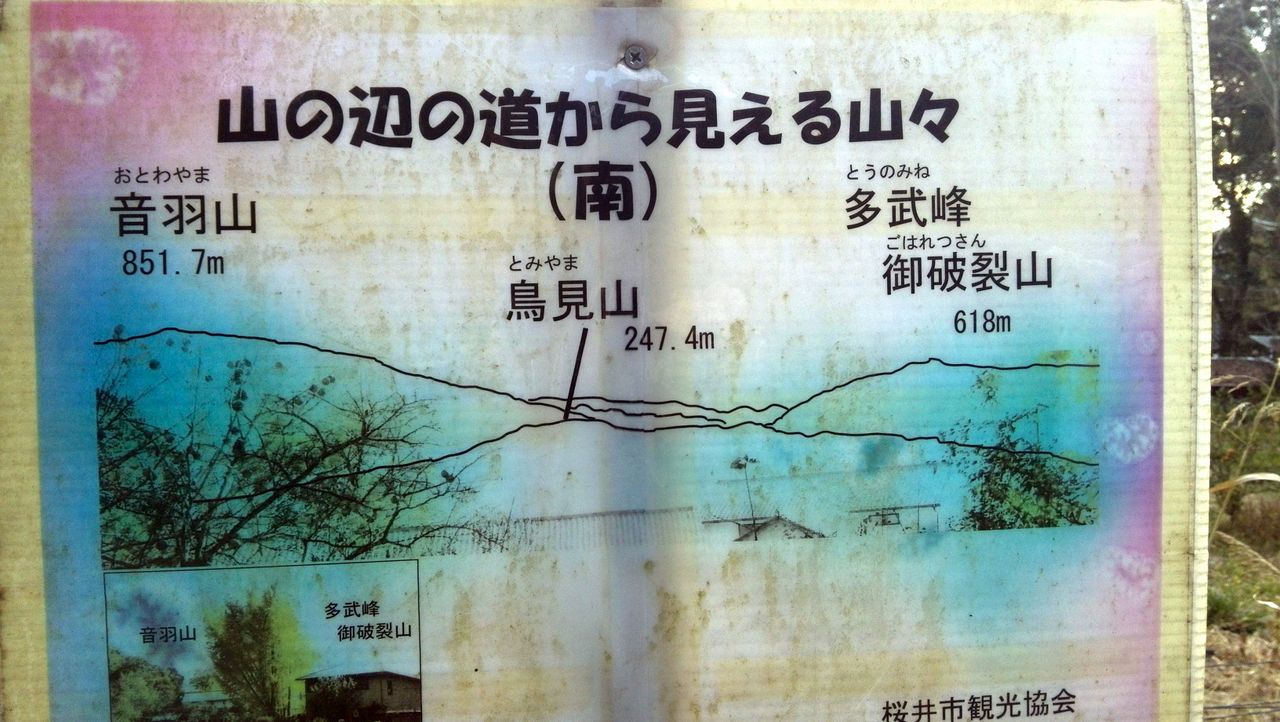 山の辺の道から見える山々
(南)
おとわやま
音羽山
851.7m
とみやま
鳥見山
247.4m
とうのみね
多武峰
ごはれつさん
御破裂山
618m
音羽山
多武峰
御破裂山
桜井市観光協会